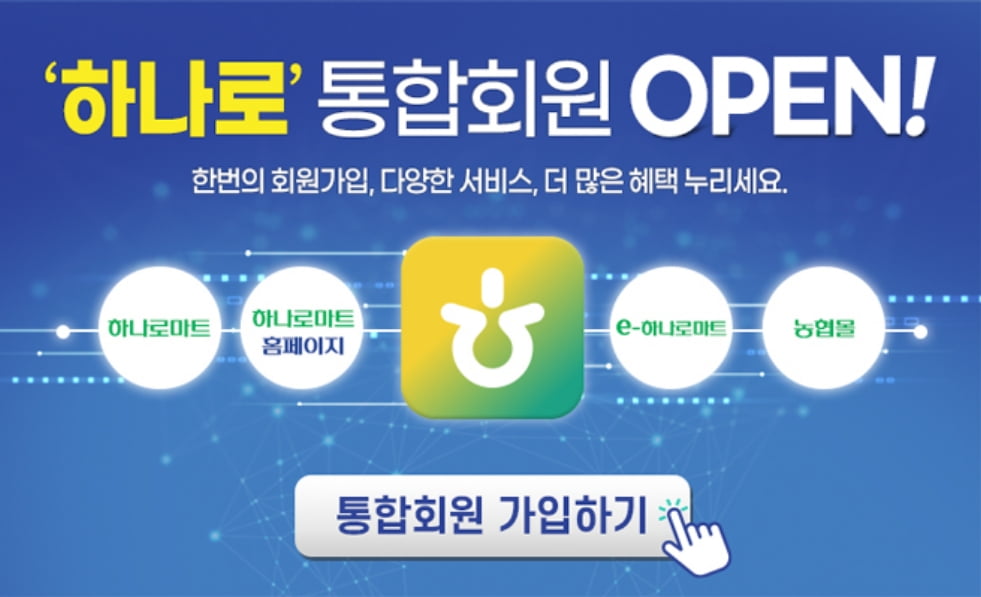 ‘하나로’ 통합회원 OPEN!
한번의 회원가입, 다양한 서비스, 더 많은 혜택 누리세요.
하나로마트
하나로마트
홈페이지
e-하나로마트
농협몰
통합회원 가입하기